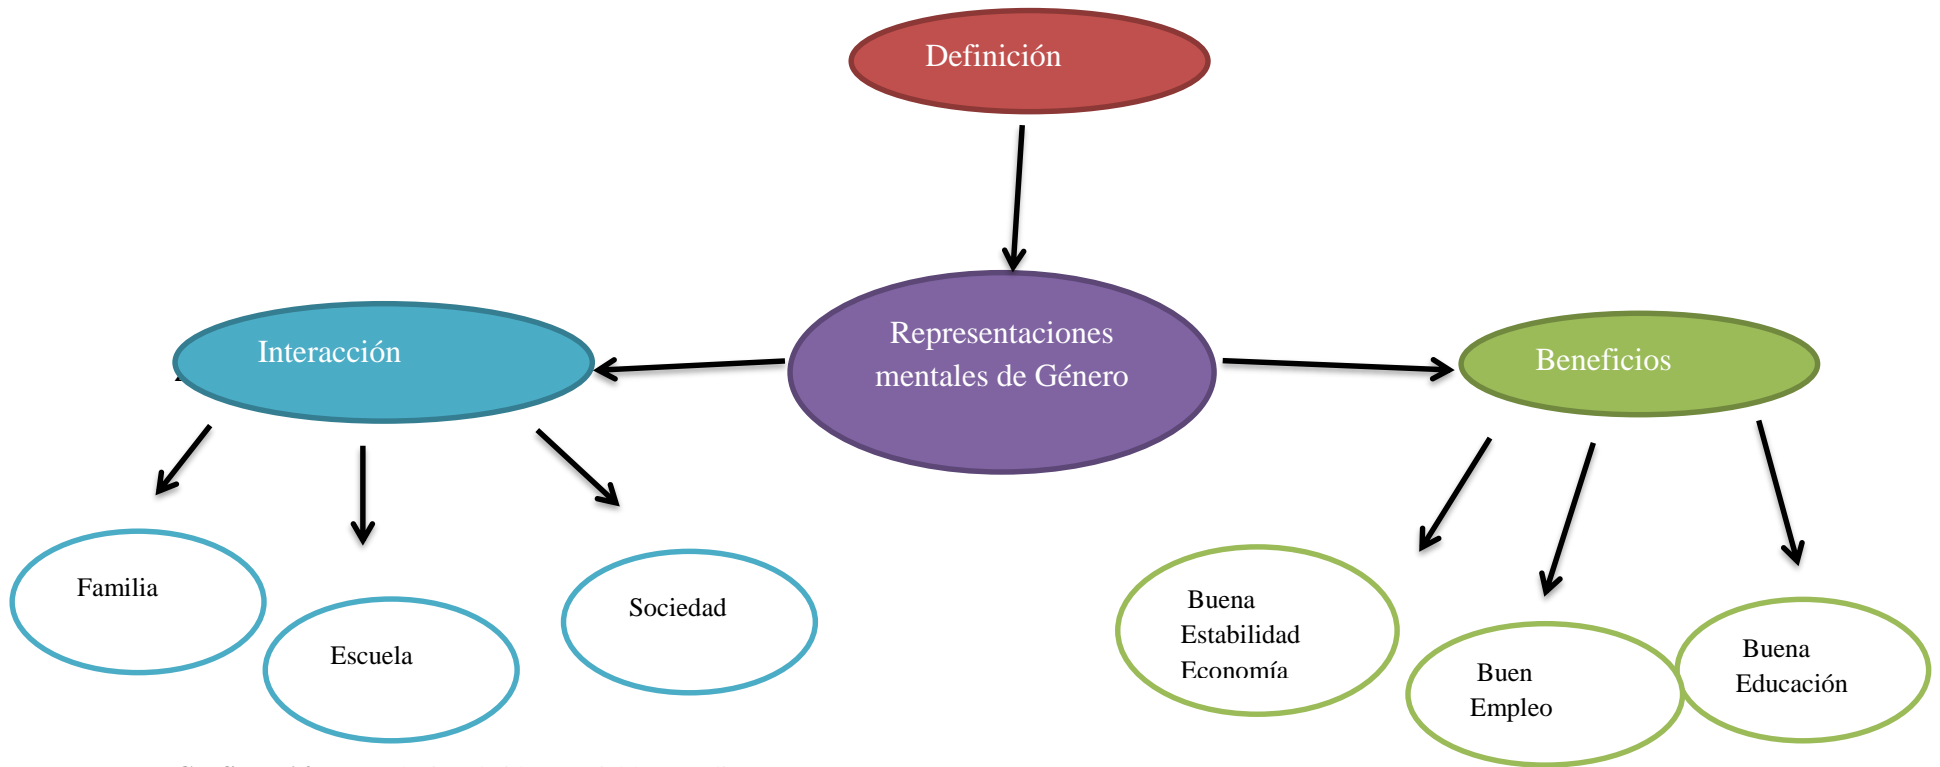 Definición
Representaciones
mentales de Género
Interacción
Beneficios
Familia
Escuela
Sociedad
Buena
Estabilidad
Economía
Buen
Empleo
Buena
Educación